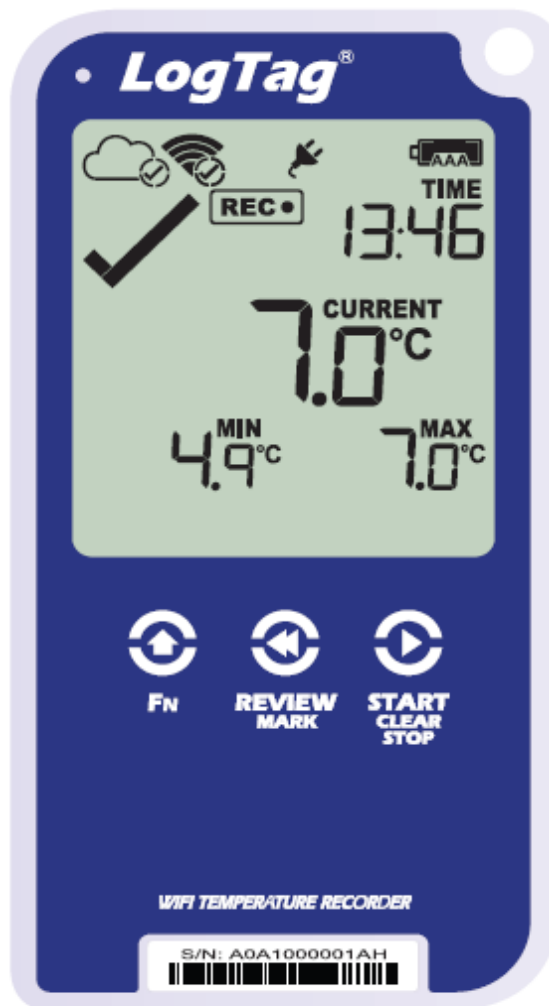 LogTag®
AAA
TIME
REC
13:46
CURRENT
7.0°C
MIN
4.9°C
MAX
7.0°C
FN
REVIEW
MARK
START
CLEAR
STOP
WIFI TEMPERATURE RECORDER
S/N: A0A1000001AH